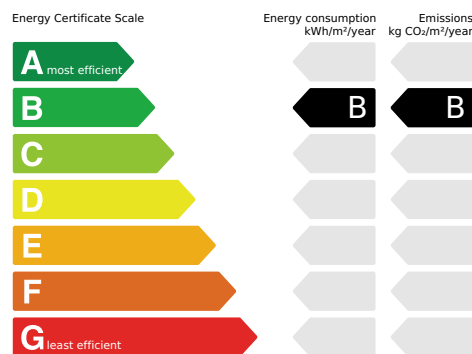 Energy Certificate Scale
Energy consumption
kWh/m²/year
Emissions
kg CO₂/m²/year
A most efficient
B
B
B
C
D
E
F
G least efficient